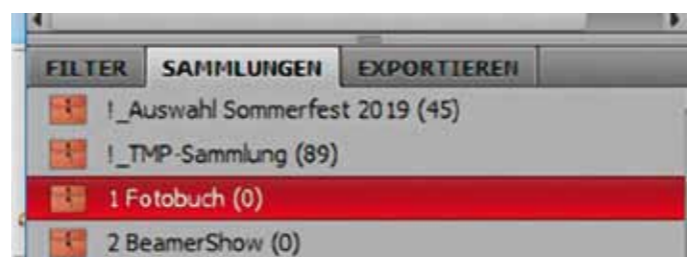 FILTER SAMMLUNGEN EXPORTIEREN
!_Auswahl Sommerfest 2019 (45)
!_TMP-Sammlung (89)
1 Fotobuch (0)
2 BeamerShow (0)